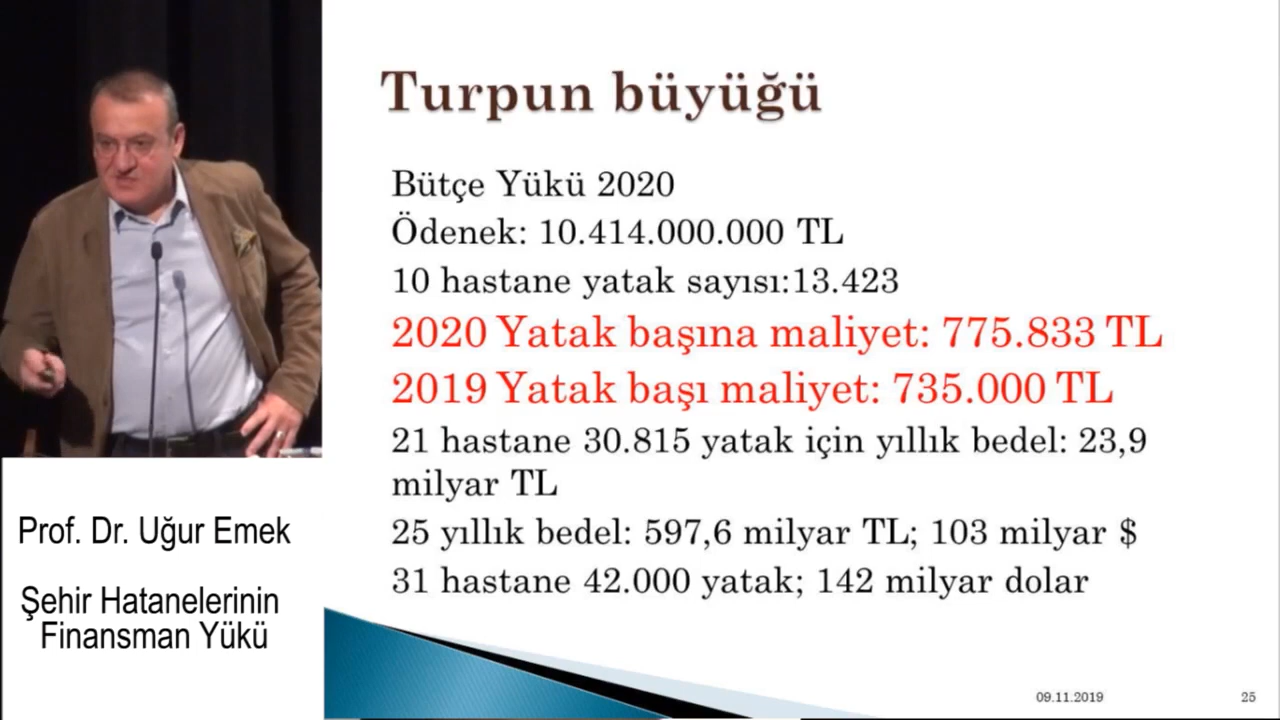 Turpun büyüğü
Bütçe Yükü 2020
Ödenek: 10.414.000.000 TL
10 hastane yatak sayısı:13.423
2020 Yatak başına maliyet: 775.833 TL
2019 Yatak başı maliyet: 735.000 TL
21 hastane 30.815 yatak için yıllık bedel: 23,9
milyar TL
25 yıllık bedel: 597,6 milyar TL; 103 milyar $
31 hastane 42.000 yatak; 142 milyar dolar
09.11.2019
25
Prof. Dr. Uğur Emek
Şehir Hatanelerinin
Finansman Yükü